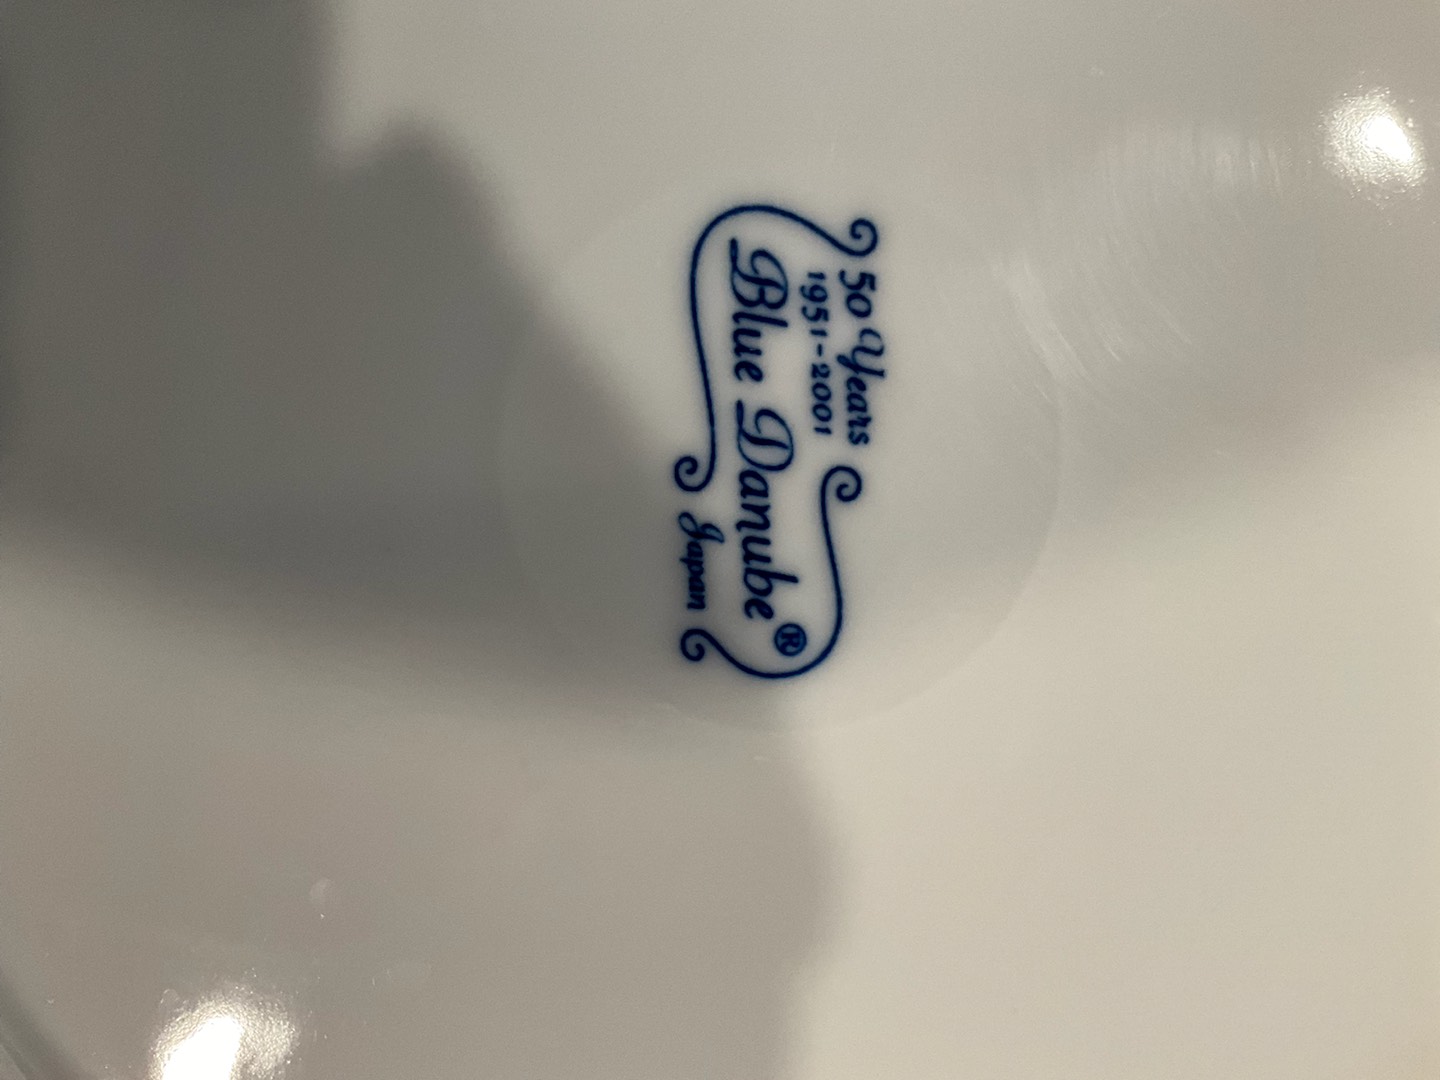 50 Years
1951-2001
Blue Danube®
Japan